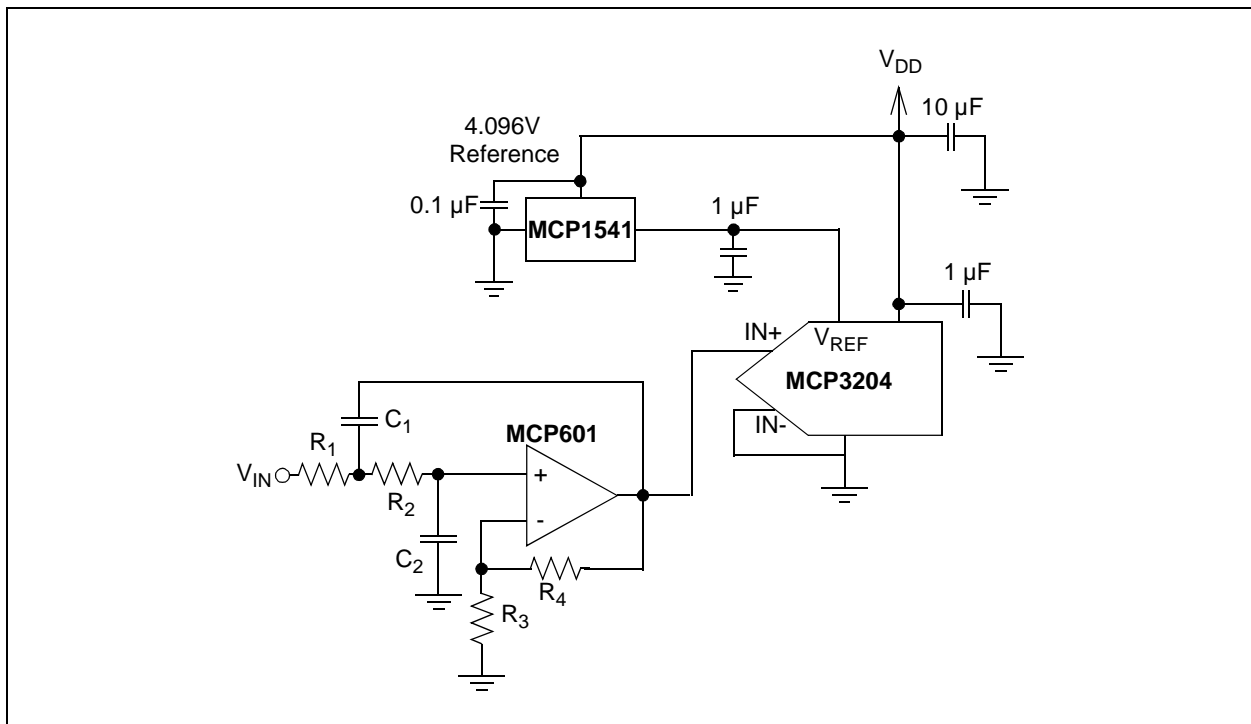 V_DD
10 µF
4.096V
Reference
0.1 µF
MCP1541
1 µF
1 µF
IN+
V_REF
MCP3204
IN-
C_1
MCP601
R_1
V_IN
R_2
+
-
C_2
R_4
R_3